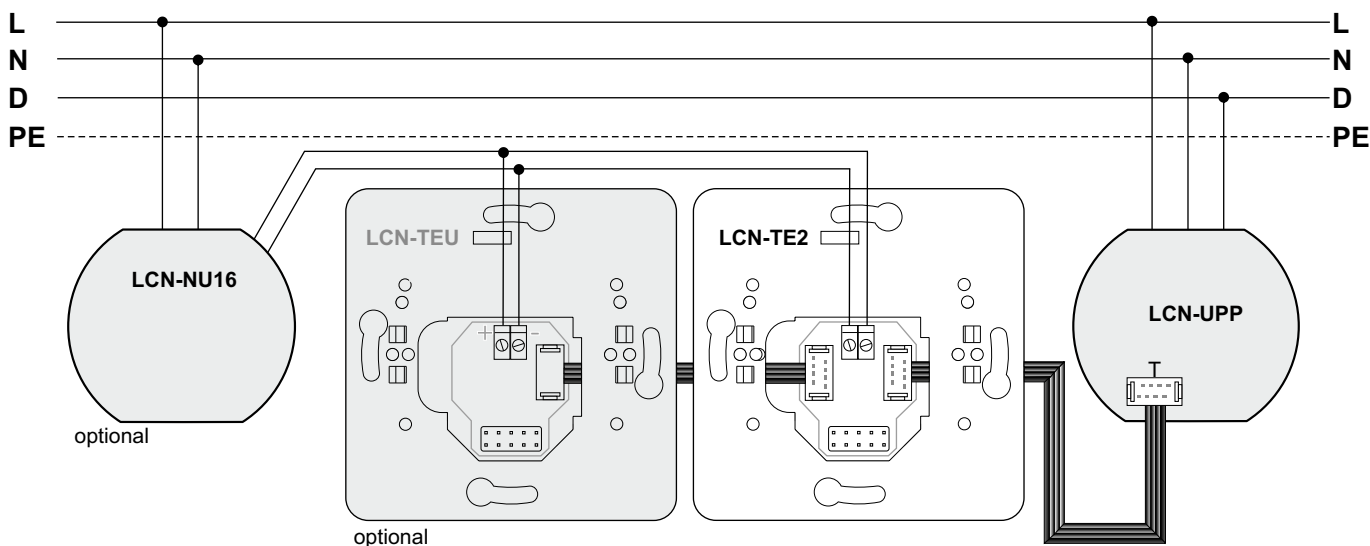 L L
N N
D D
PE PE
LCN-TEU LCN-TE2
LCN-NU16 LCN-UPP
+ -
T
optional
optional